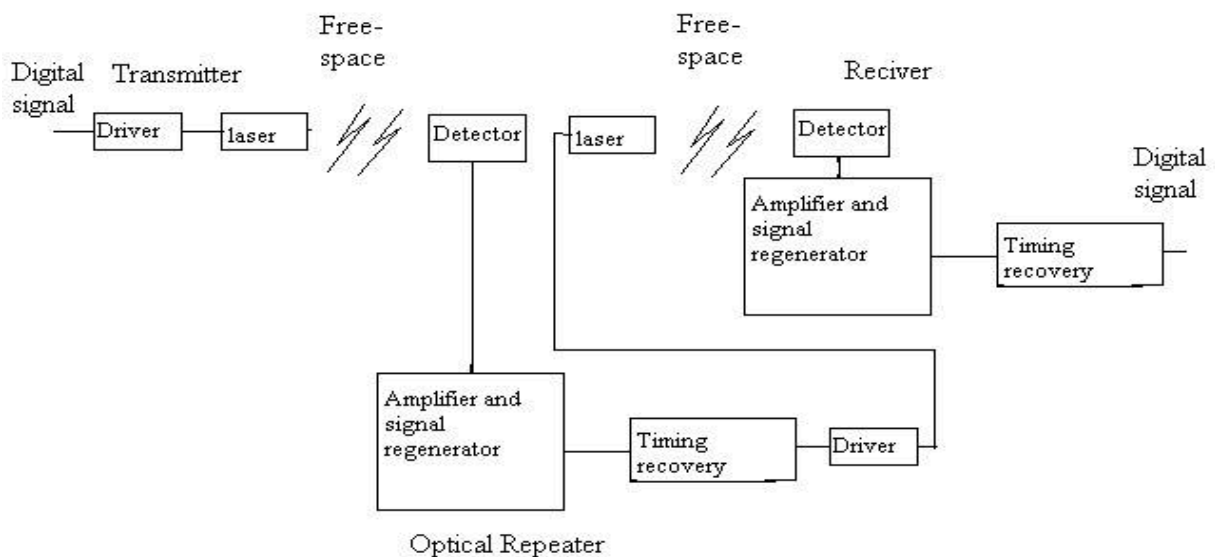 Free-
space
Free-
space
Digital
signal
Transmitter
Reciver
Driver
laser
Detector
laser
Detector
Digital
signal
Amplifier and
signal
regenerator
Timing
recovery
Amplifier and
signal
regenerator
Timing
recovery
Driver
Optical Repeater